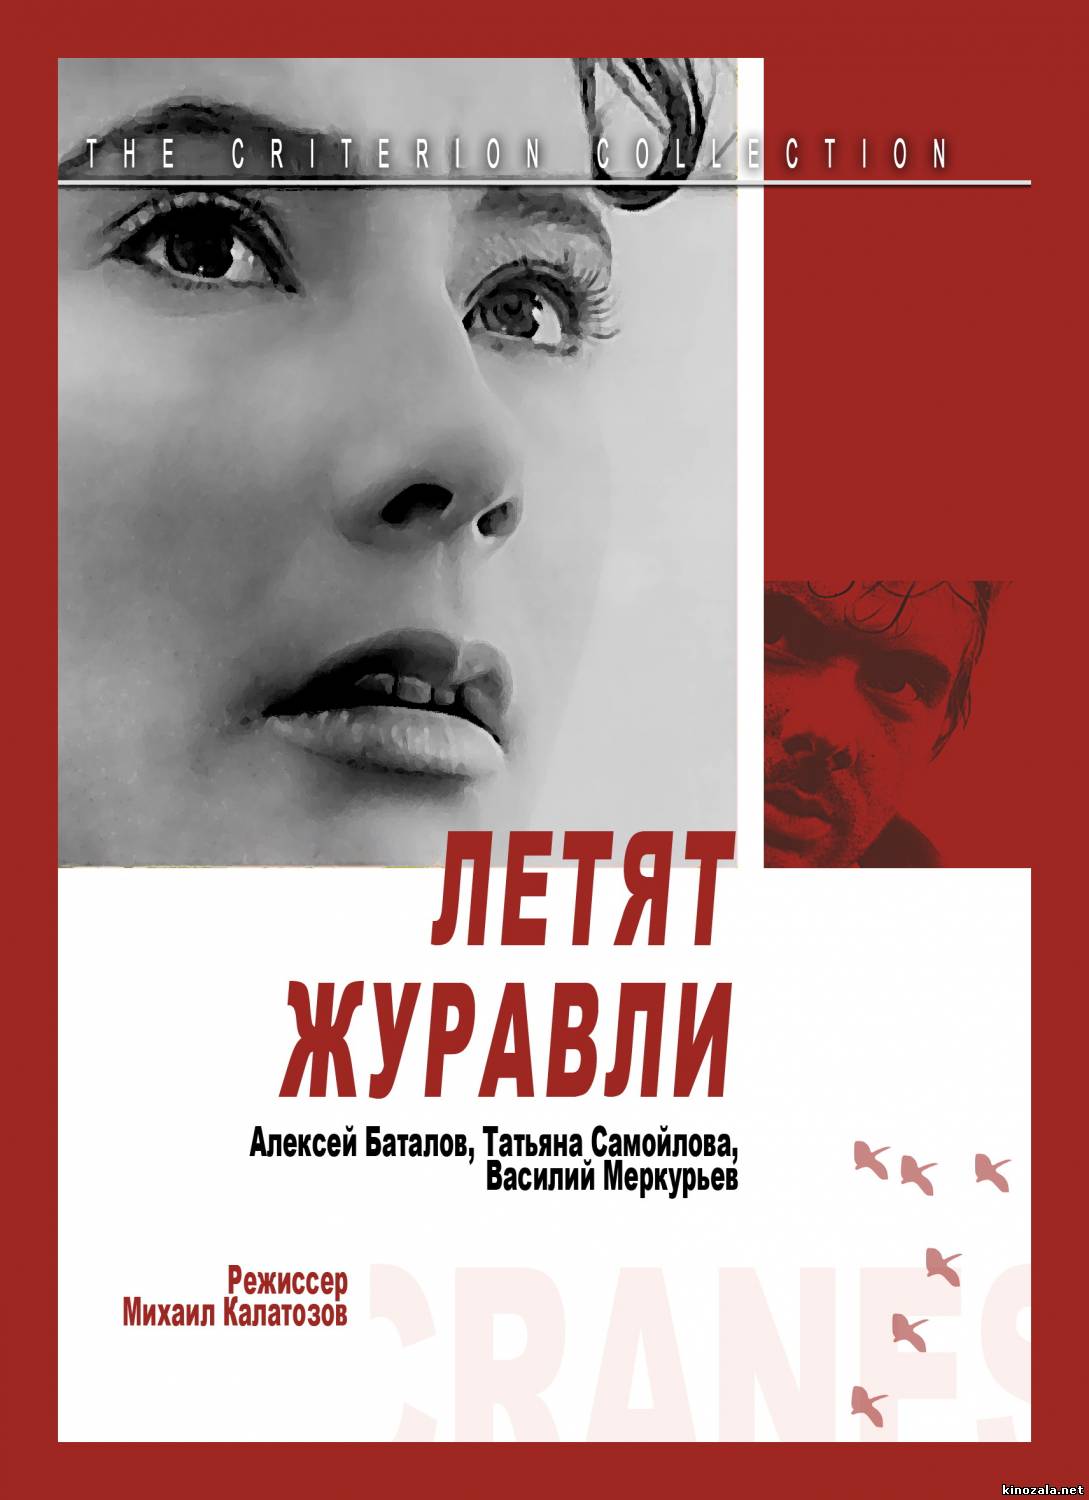 THE CRITERION COLLECTION
ЛЕТЯТ
ЖУРАВЛИ
Алексей Баталов, Татьяна Самойлова,
Василий Меркурьев
Режиссер
Михаил Калатозов
CRANES
kinozala.net